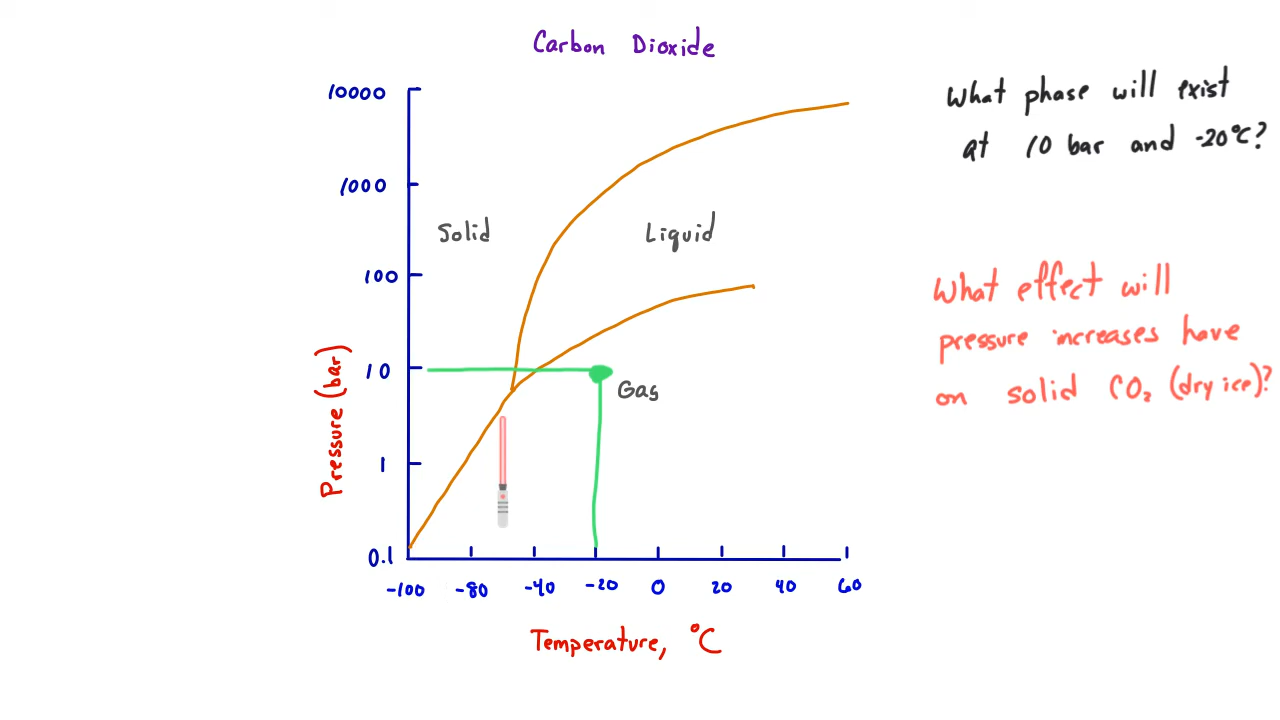 Carbon Dioxide
10000
1000
100
10
1
0.1
Pressure (bar)
Solid
Liquid
Gas
-100 -80 -40 -20 0 20 40 60
Temperature, °C
What phase will exist
at 10 bar and -20°C?
What effect will
pressure increases have
on solid CO₂ (dry ice)?